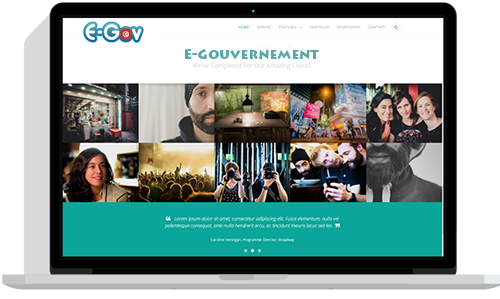 E-Gov
HOME SERVICE FEATURES PORTFOLIO SHORTCODES CONTACT
E-GOUVERNEMENT
We've Completed For Our Amazing Clients
Lorem ipsum dolor sit amet, consectetur adipiscing elit. Fusce elementum, nulla vel
pellentesque consequat, ante nulla hendrerit arcu, ac tincidunt mauris lacus sed leo.
Caroline Herringan, Programme Director, Broadway